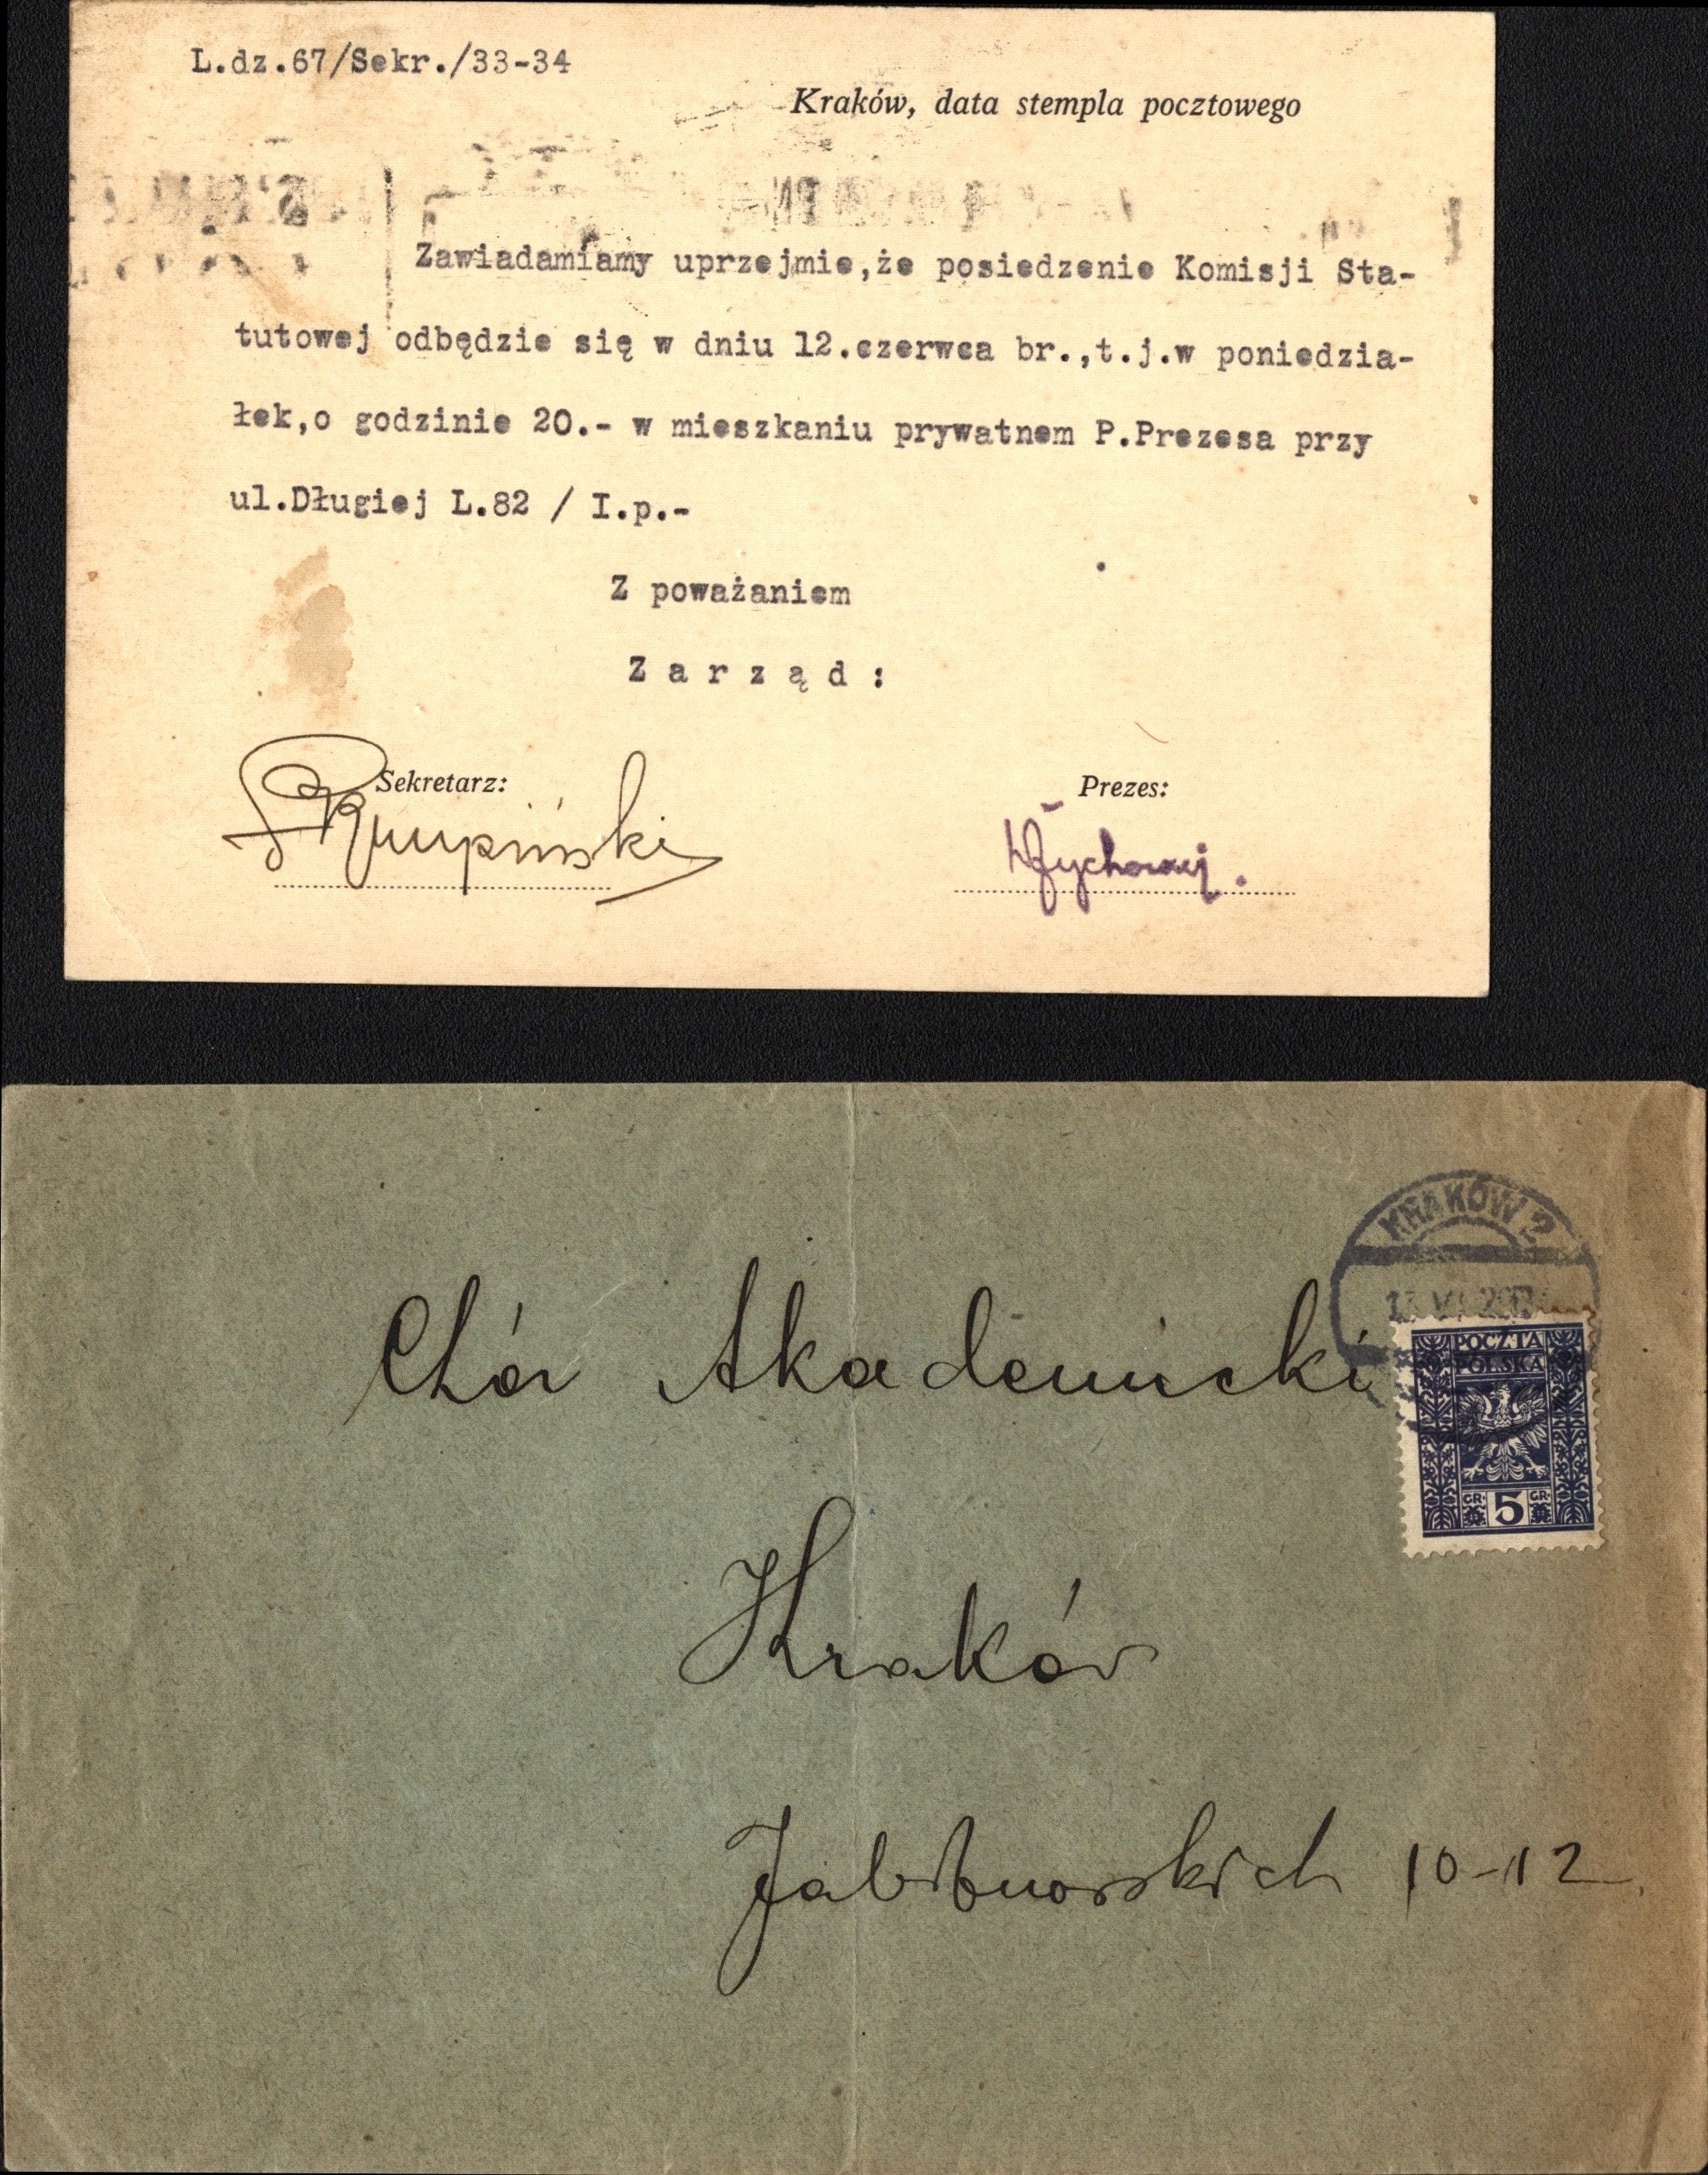 L.dz.67/Sekr./33-34
Kraków, data stempla pocztowego
Zawiadamiamy uprzejmie,że posiedzenie Komisji Sta-
tutowej odbędzie się w dniu 12.czerwca br.,t.j.w poniedzia-
łek,o godzinie 20.- w mieszkaniu prywatnem P.Prezesa przy
ul.Długiej L.82 / I.p.-
Z poważaniem
Z a r z ą d :
Sekretarz:
Prezes:
KRAKÓW 2
POCZTA
POLSKA
GR. 5 GR.
Chór Akademicki
Kraków
Jabłonowskich 10-12